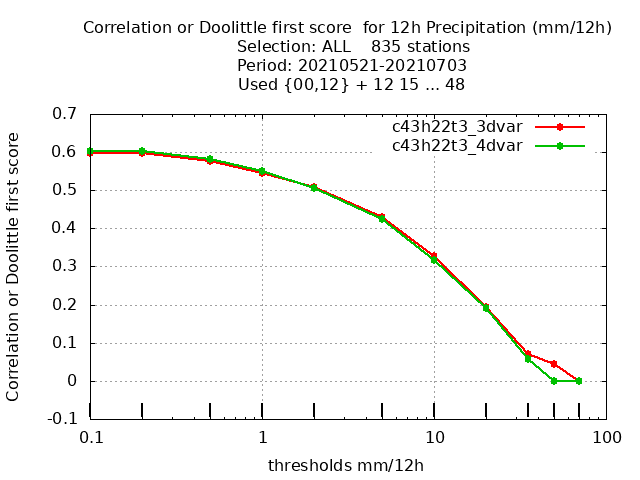 Correlation or Doolittle first score  for 12h Precipitation (mm/12h)
Selection: ALL    835 stations
Period: 20210521-20210703
Used {00,12} + 12 15 ... 48
c43h22t3_3dvar
c43h22t3_4dvar
Correlation or Doolittle first score
0.7
0.6
0.5
0.4
0.3
0.2
0.1
0
-0.1
0.1
1
10
100
thresholds mm/12h